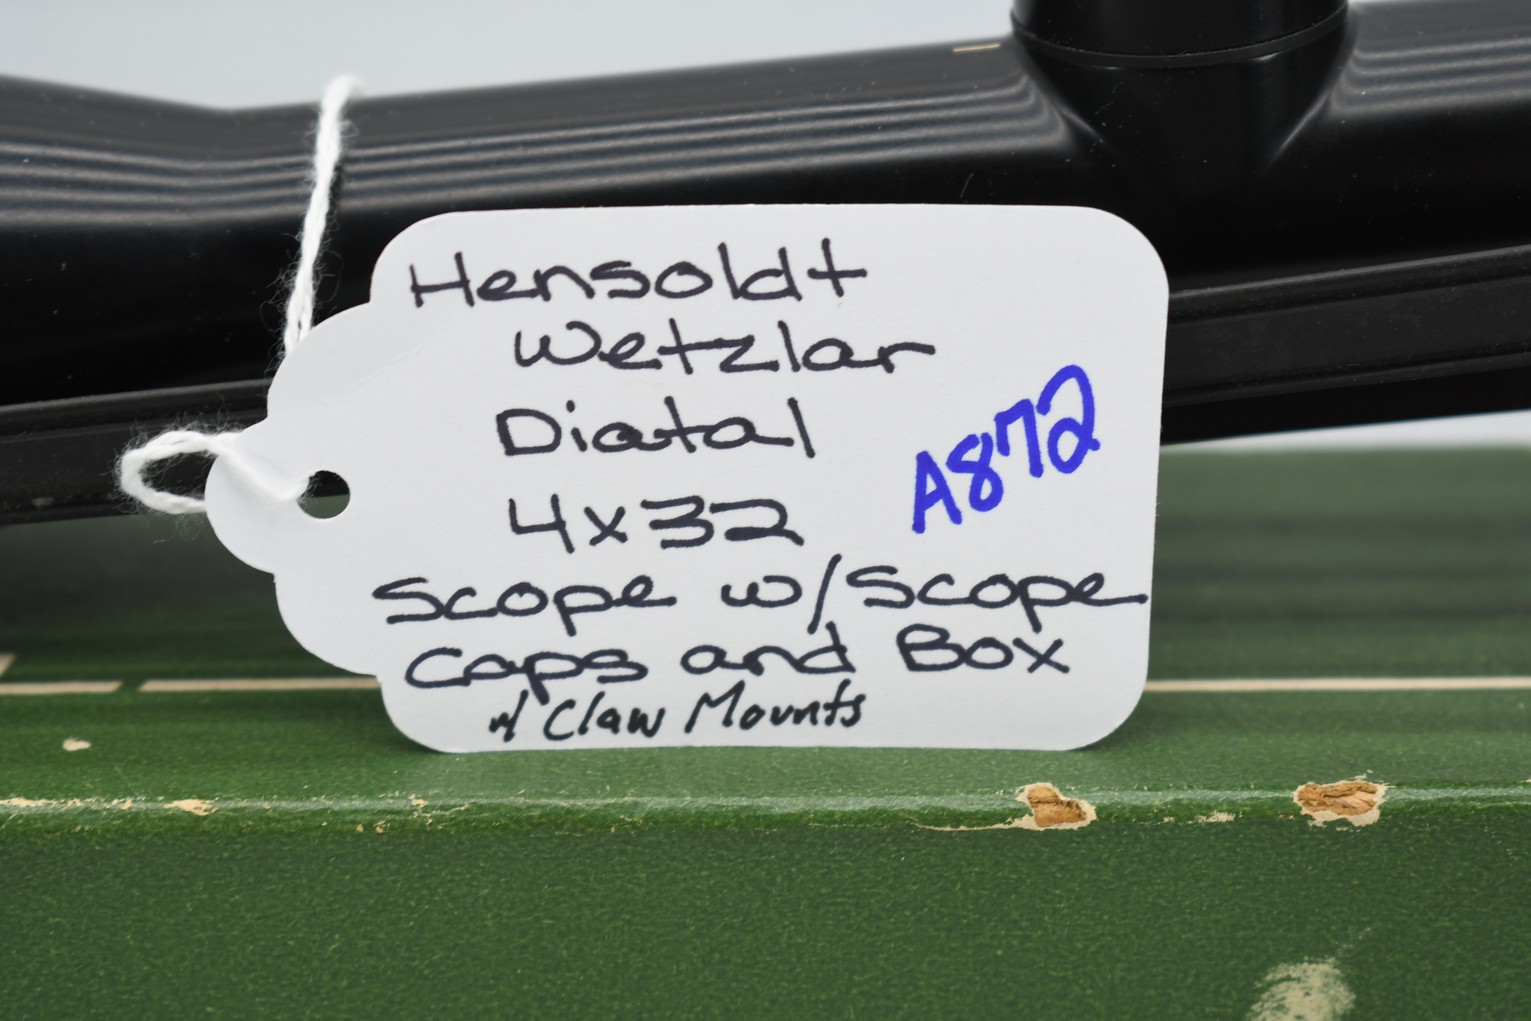 Hensoldt
Wetzlar
Diatal
4x32
A872
Scope w/Scope
Caps and Box
w/ Claw Mounts